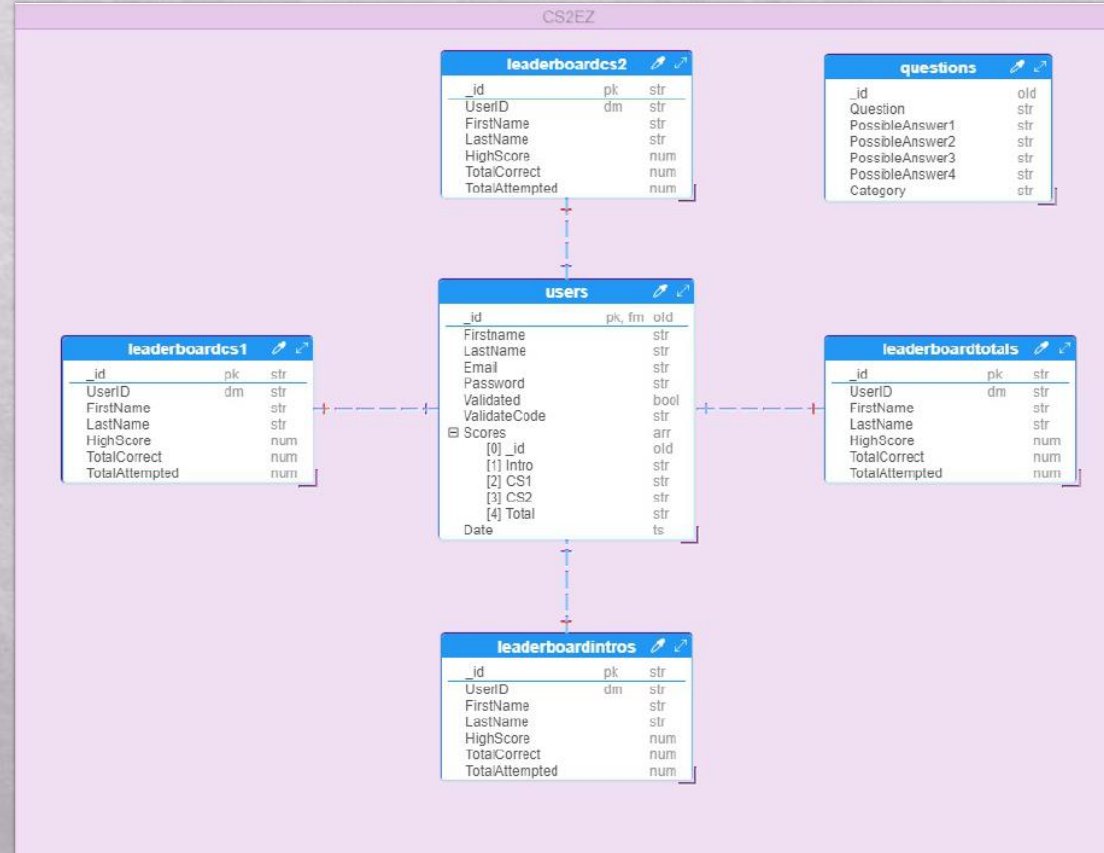 CS2EZ
leaderboardcs2
_id pk str
UserID dm str
FirstName str
LastName str
HighScore num
TotalCorrect num
TotalAttempted num
questions
_id oId
Question str
PossibleAnswer1 str
PossibleAnswer2 str
PossibleAnswer3 str
PossibleAnswer4 str
Category str
users
_id pk, fm oId
Firstname str
LastName str
Email str
Password str
Validated bool
ValidateCode str
Scores arr
[0] _id oId
[1] Intro str
[2] CS1 str
[3] CS2 str
[4] Total str
Date ts
leaderboardcs1
_id pk str
UserID dm str
FirstName str
LastName str
HighScore num
TotalCorrect num
TotalAttempted num
leaderboardtotals
_id pk str
UserID dm str
FirstName str
LastName str
HighScore num
TotalCorrect num
TotalAttempted num
leaderboardintros
_id pk str
UserID dm str
FirstName str
LastName str
HighScore num
TotalCorrect num
TotalAttempted num